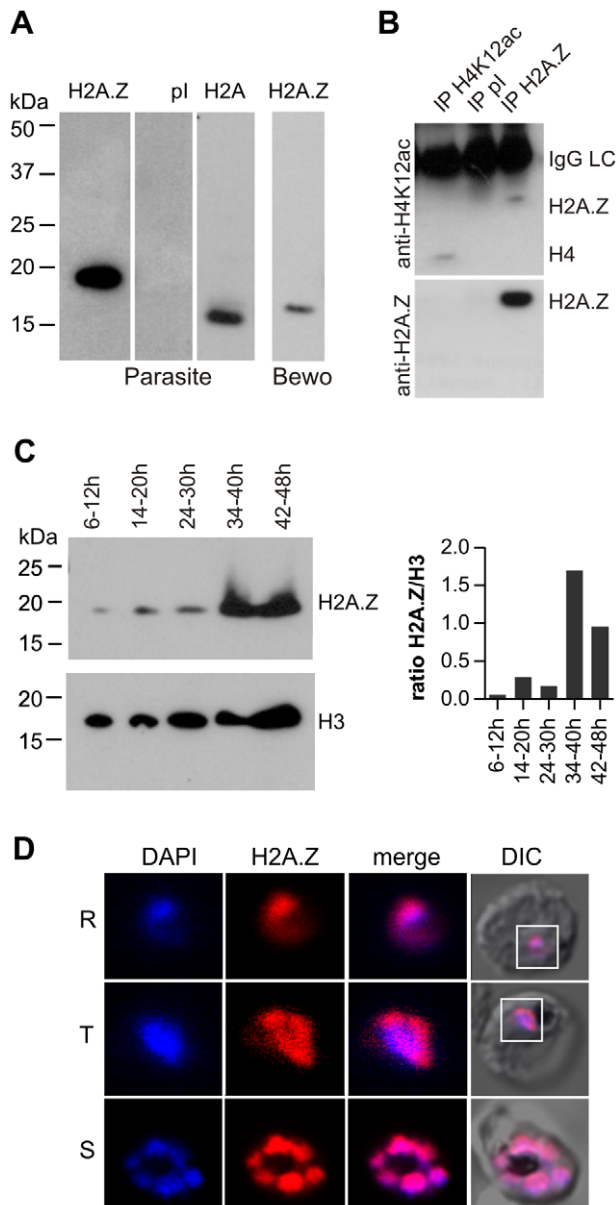 A
kDa
H2A.Z pI H2A H2A.Z
50
37
25
20
15
Parasite Bewo
B
IP H4K12ac
IP pI
IP H2A.Z
anti-H4K12ac
IgG LC
H2A.Z
H4
anti-H2A.Z
H2A.Z
C
6-12h
14-20h
24-30h
34-40h
42-48h
kDa
25
20
15
H2A.Z
20
15
H3
ratio H2A.Z/H3
2.0
1.5
1.0
0.5
0.0
6-12h
14-20h
24-30h
34-40h
42-48h
D
DAPI H2A.Z merge DIC
R
T
S